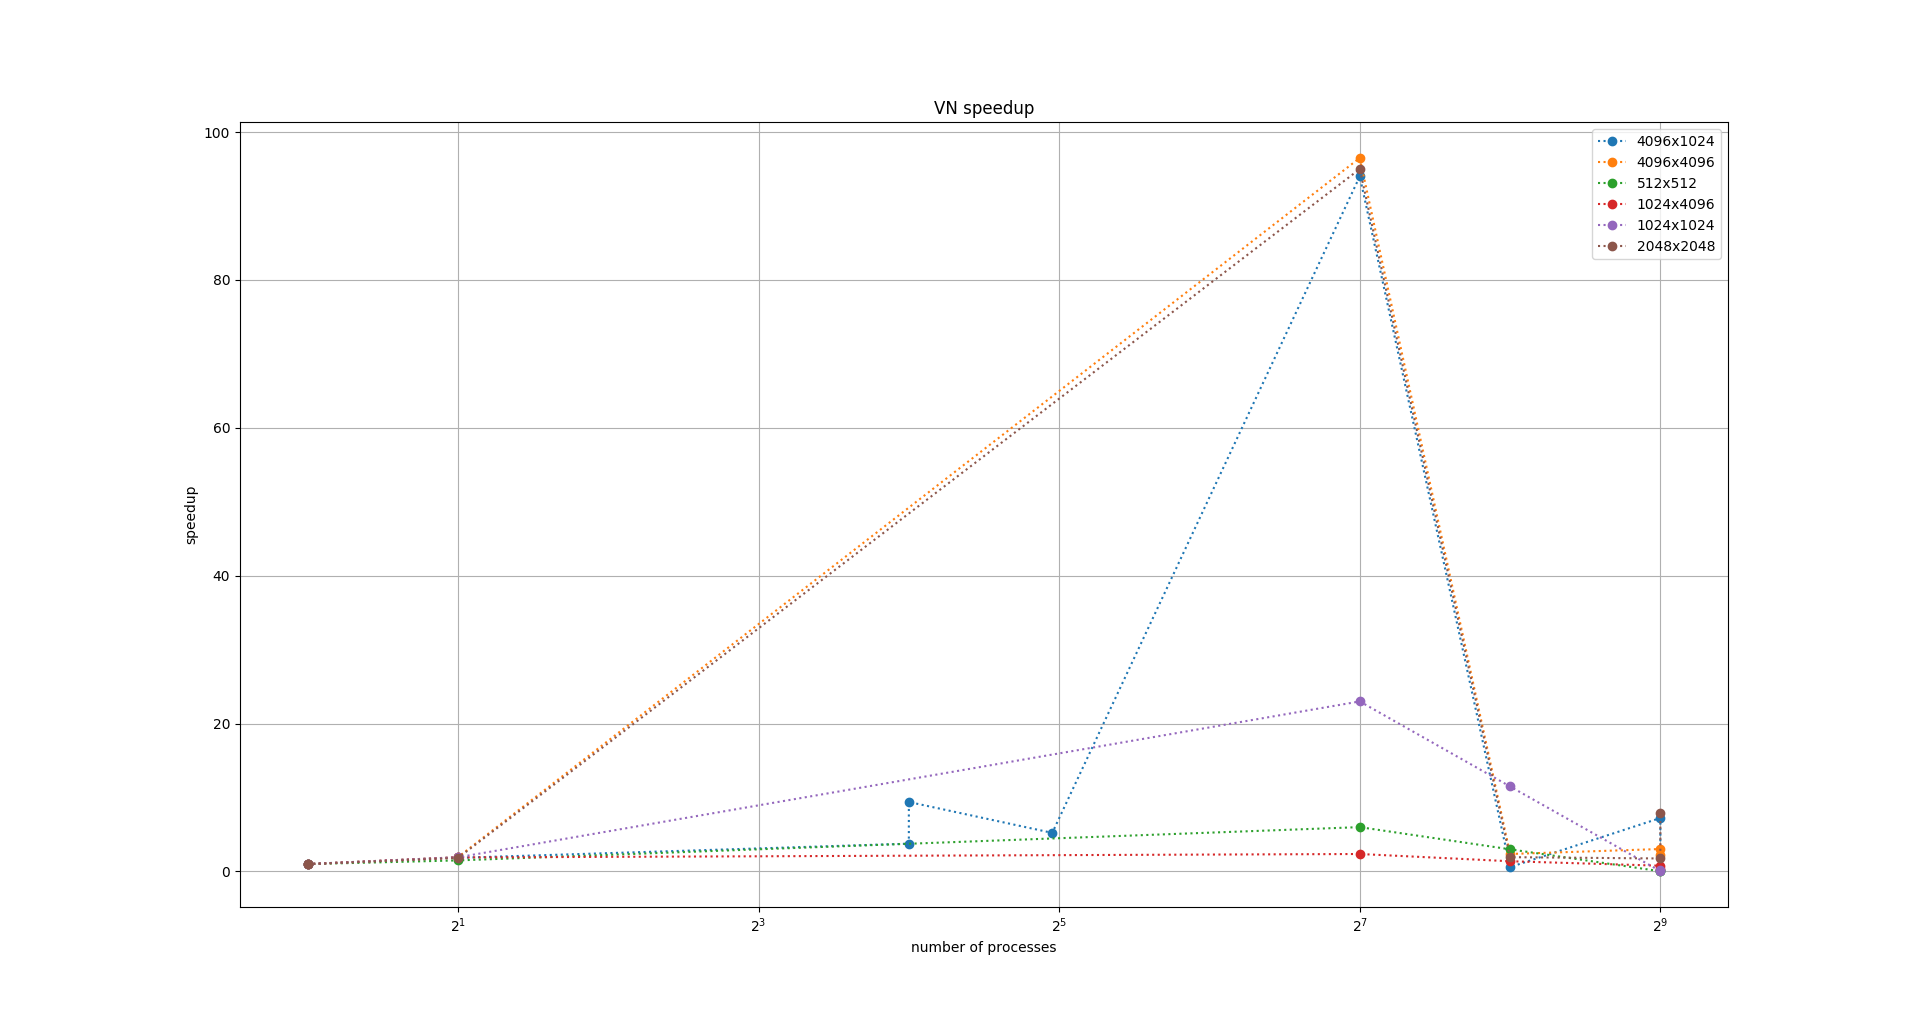 VN speedup
100
80
60
40
20
0
speedup
4096x1024
4096x4096
512x512
1024x4096
1024x1024
2048x2048
2¹ 2³ 2⁵ 2⁷ 2⁹
number of processes